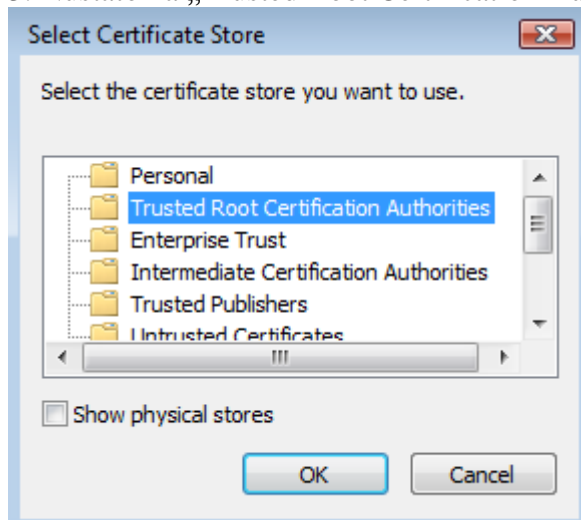 Select Certificate Store
Select the certificate store you want to use.
Personal
Trusted Root Certification Authorities
Enterprise Trust
Intermediate Certification Authorities
Trusted Publishers
Untrusted Certificates
Show physical stores
OK Cancel